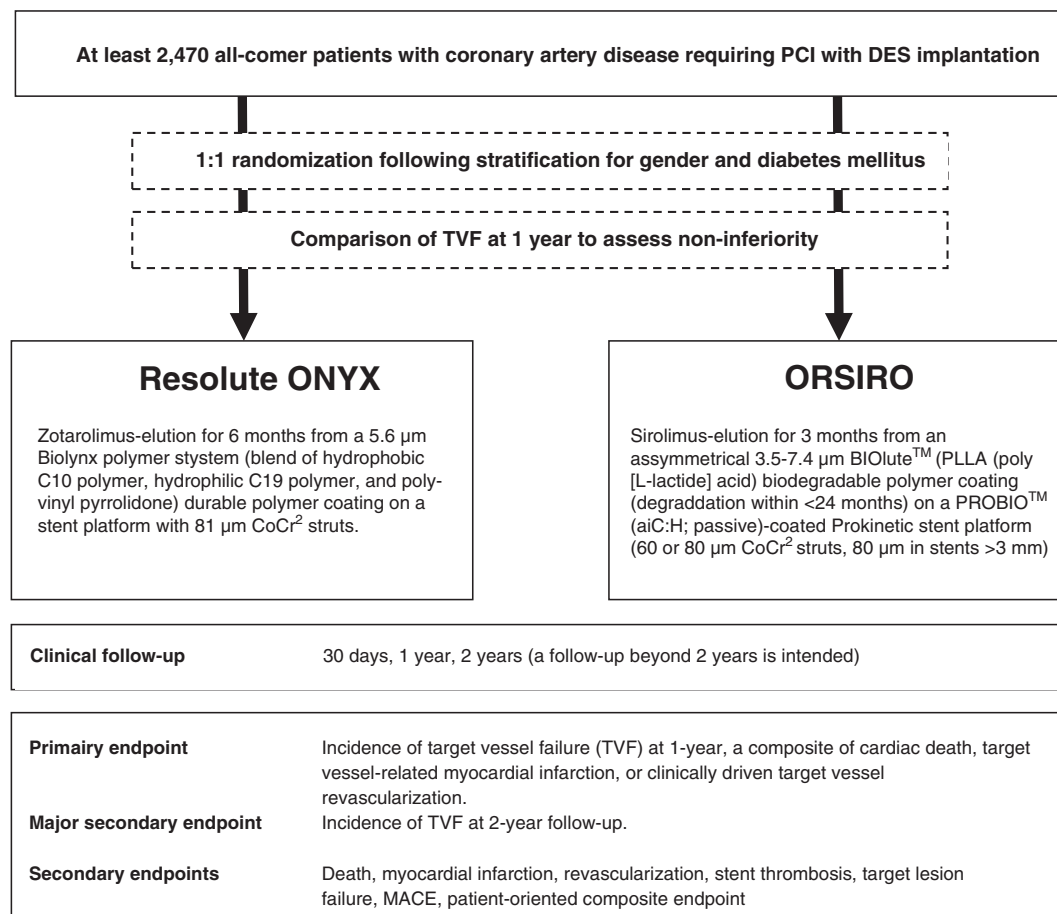 At least 2,470 all-comer patients with coronary artery disease requiring PCI with DES implantation
1:1 randomization following stratification for gender and diabetes mellitus
Comparison of TVF at 1 year to assess non-inferiority
Resolute ONYX
Zotarolimus-elution for 6 months from a 5.6 µm
Biolynx polymer stystem (blend of hydrophobic
C10 polymer, hydrophilic C19 polymer, and poly-
vinyl pyrrolidone) durable polymer coating on a
stent platform with 81 µm CoCr² struts.
ORSIRO
Sirolimus-elution for 3 months from an
assymmetrical 3.5-7.4 µm BIOlute™ (PLLA (poly
[L-lactide] acid) biodegradable polymer coating
(degraddation within <24 months) on a PROBIO™
(aiC:H; passive)-coated Prokinetic stent platform
(60 or 80 µm CoCr² struts, 80 µm in stents >3 mm)
Clinical follow-up 30 days, 1 year, 2 years (a follow-up beyond 2 years is intended)
Primairy endpoint Incidence of target vessel failure (TVF) at 1-year, a composite of cardiac death, target
vessel-related myocardial infarction, or clinically driven target vessel
revascularization.
Major secondary endpoint Incidence of TVF at 2-year follow-up.
Secondary endpoints Death, myocardial infarction, revascularization, stent thrombosis, target lesion
failure, MACE, patient-oriented composite endpoint